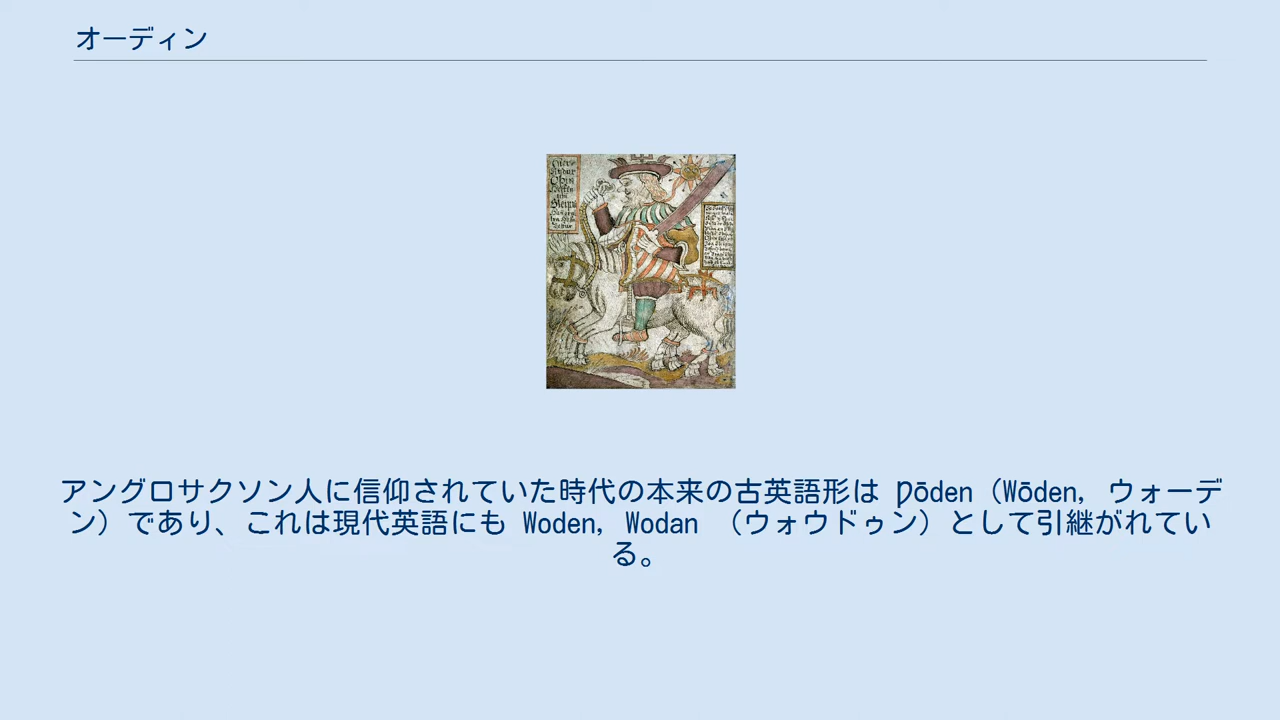 オーディン
アングロサクソン人に信仰されていた時代の本来の古英語形は Ƿōden（Wōden, ウォーデ
ン）であり、これは現代英語にも Woden, Wodan （ウォウドゥン）として引継がれてい
る。